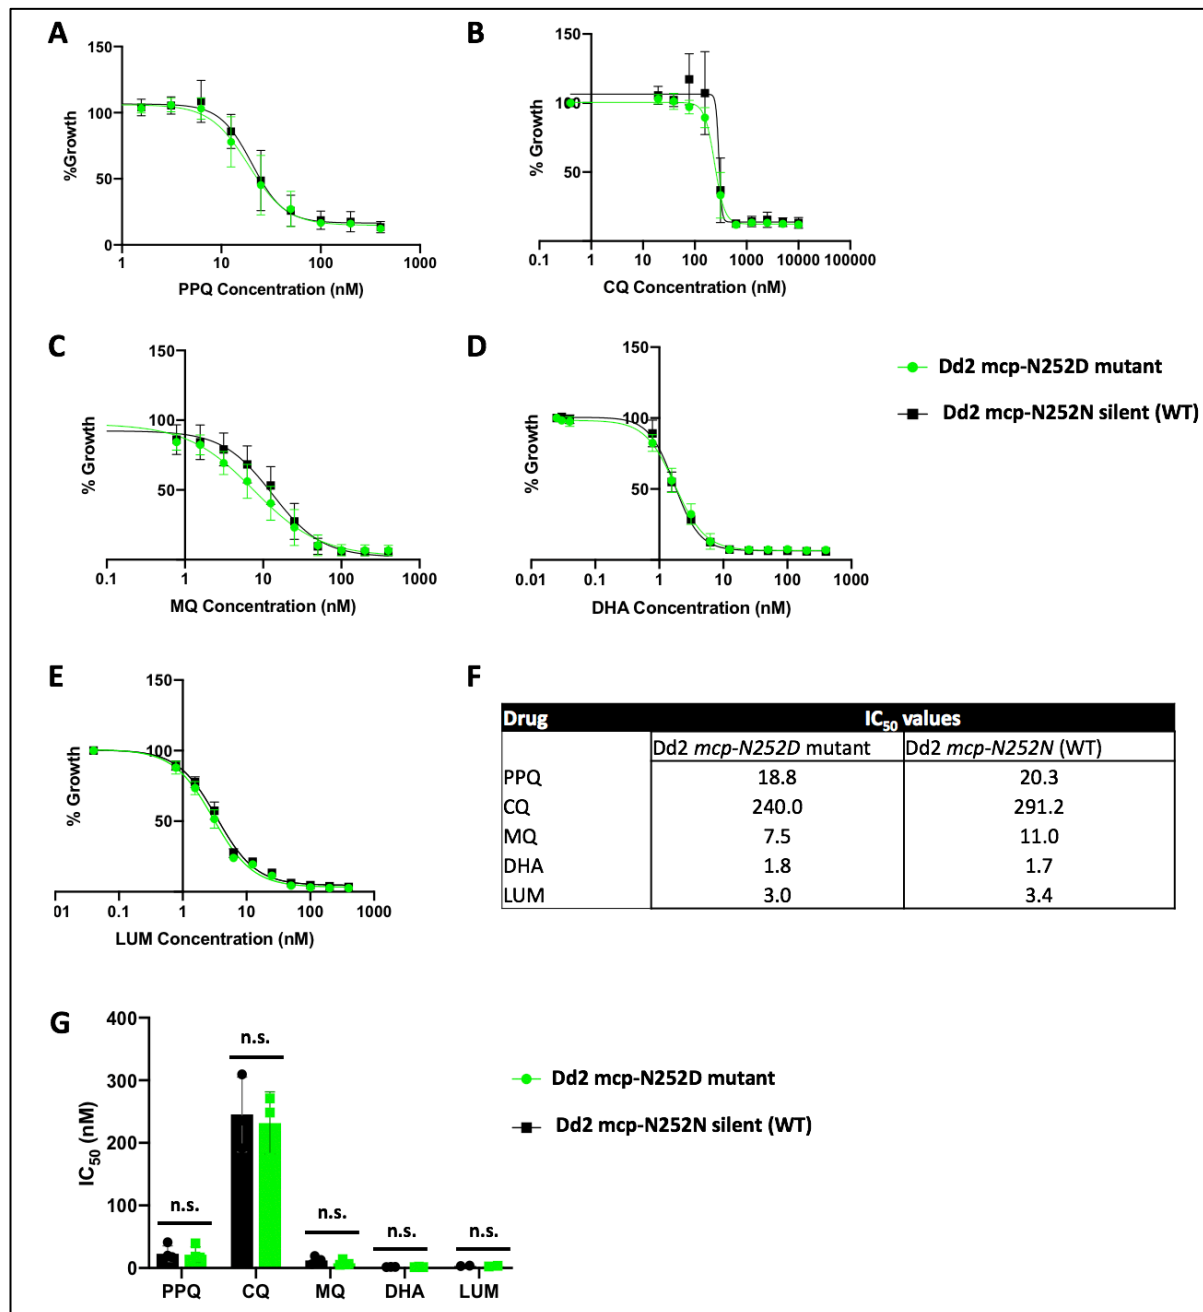 A
150
100
50
0
%Growth
1
10
100
1000
PPQ Concentration (nM)
B
150
100
50
% Growth
0.1
1
10
100
1000
10000
100000
CQ Concentration (nM)
C
150
100
50
% Growth
0.1
1
10
100
1000
MQ Concentration (nM)
D
150
100
50
% Growth
0.01
0.1
1
10
100
1000
DHA Concentration (nM)
Dd2 mcp-N252D mutant
Dd2 mcp-N252N silent (WT)
E
150
100
50
% Growth
01
0.1
1
10
100
1000
LUM Concentration (nM)
F
Drug IC50 values
Dd2 mcp-N252D mutant Dd2 mcp-N252N (WT)
PPQ 18.8 20.3
CQ 240.0 291.2
MQ 7.5 11.0
DHA 1.8 1.7
LUM 3.0 3.4
G
400
300
200
100
0
IC50 (nM)
n.s.
n.s.
n.s.
n.s.
n.s.
PPQ
CQ
MQ
DHA
LUM
Dd2 mcp-N252D mutant
Dd2 mcp-N252N silent (WT)